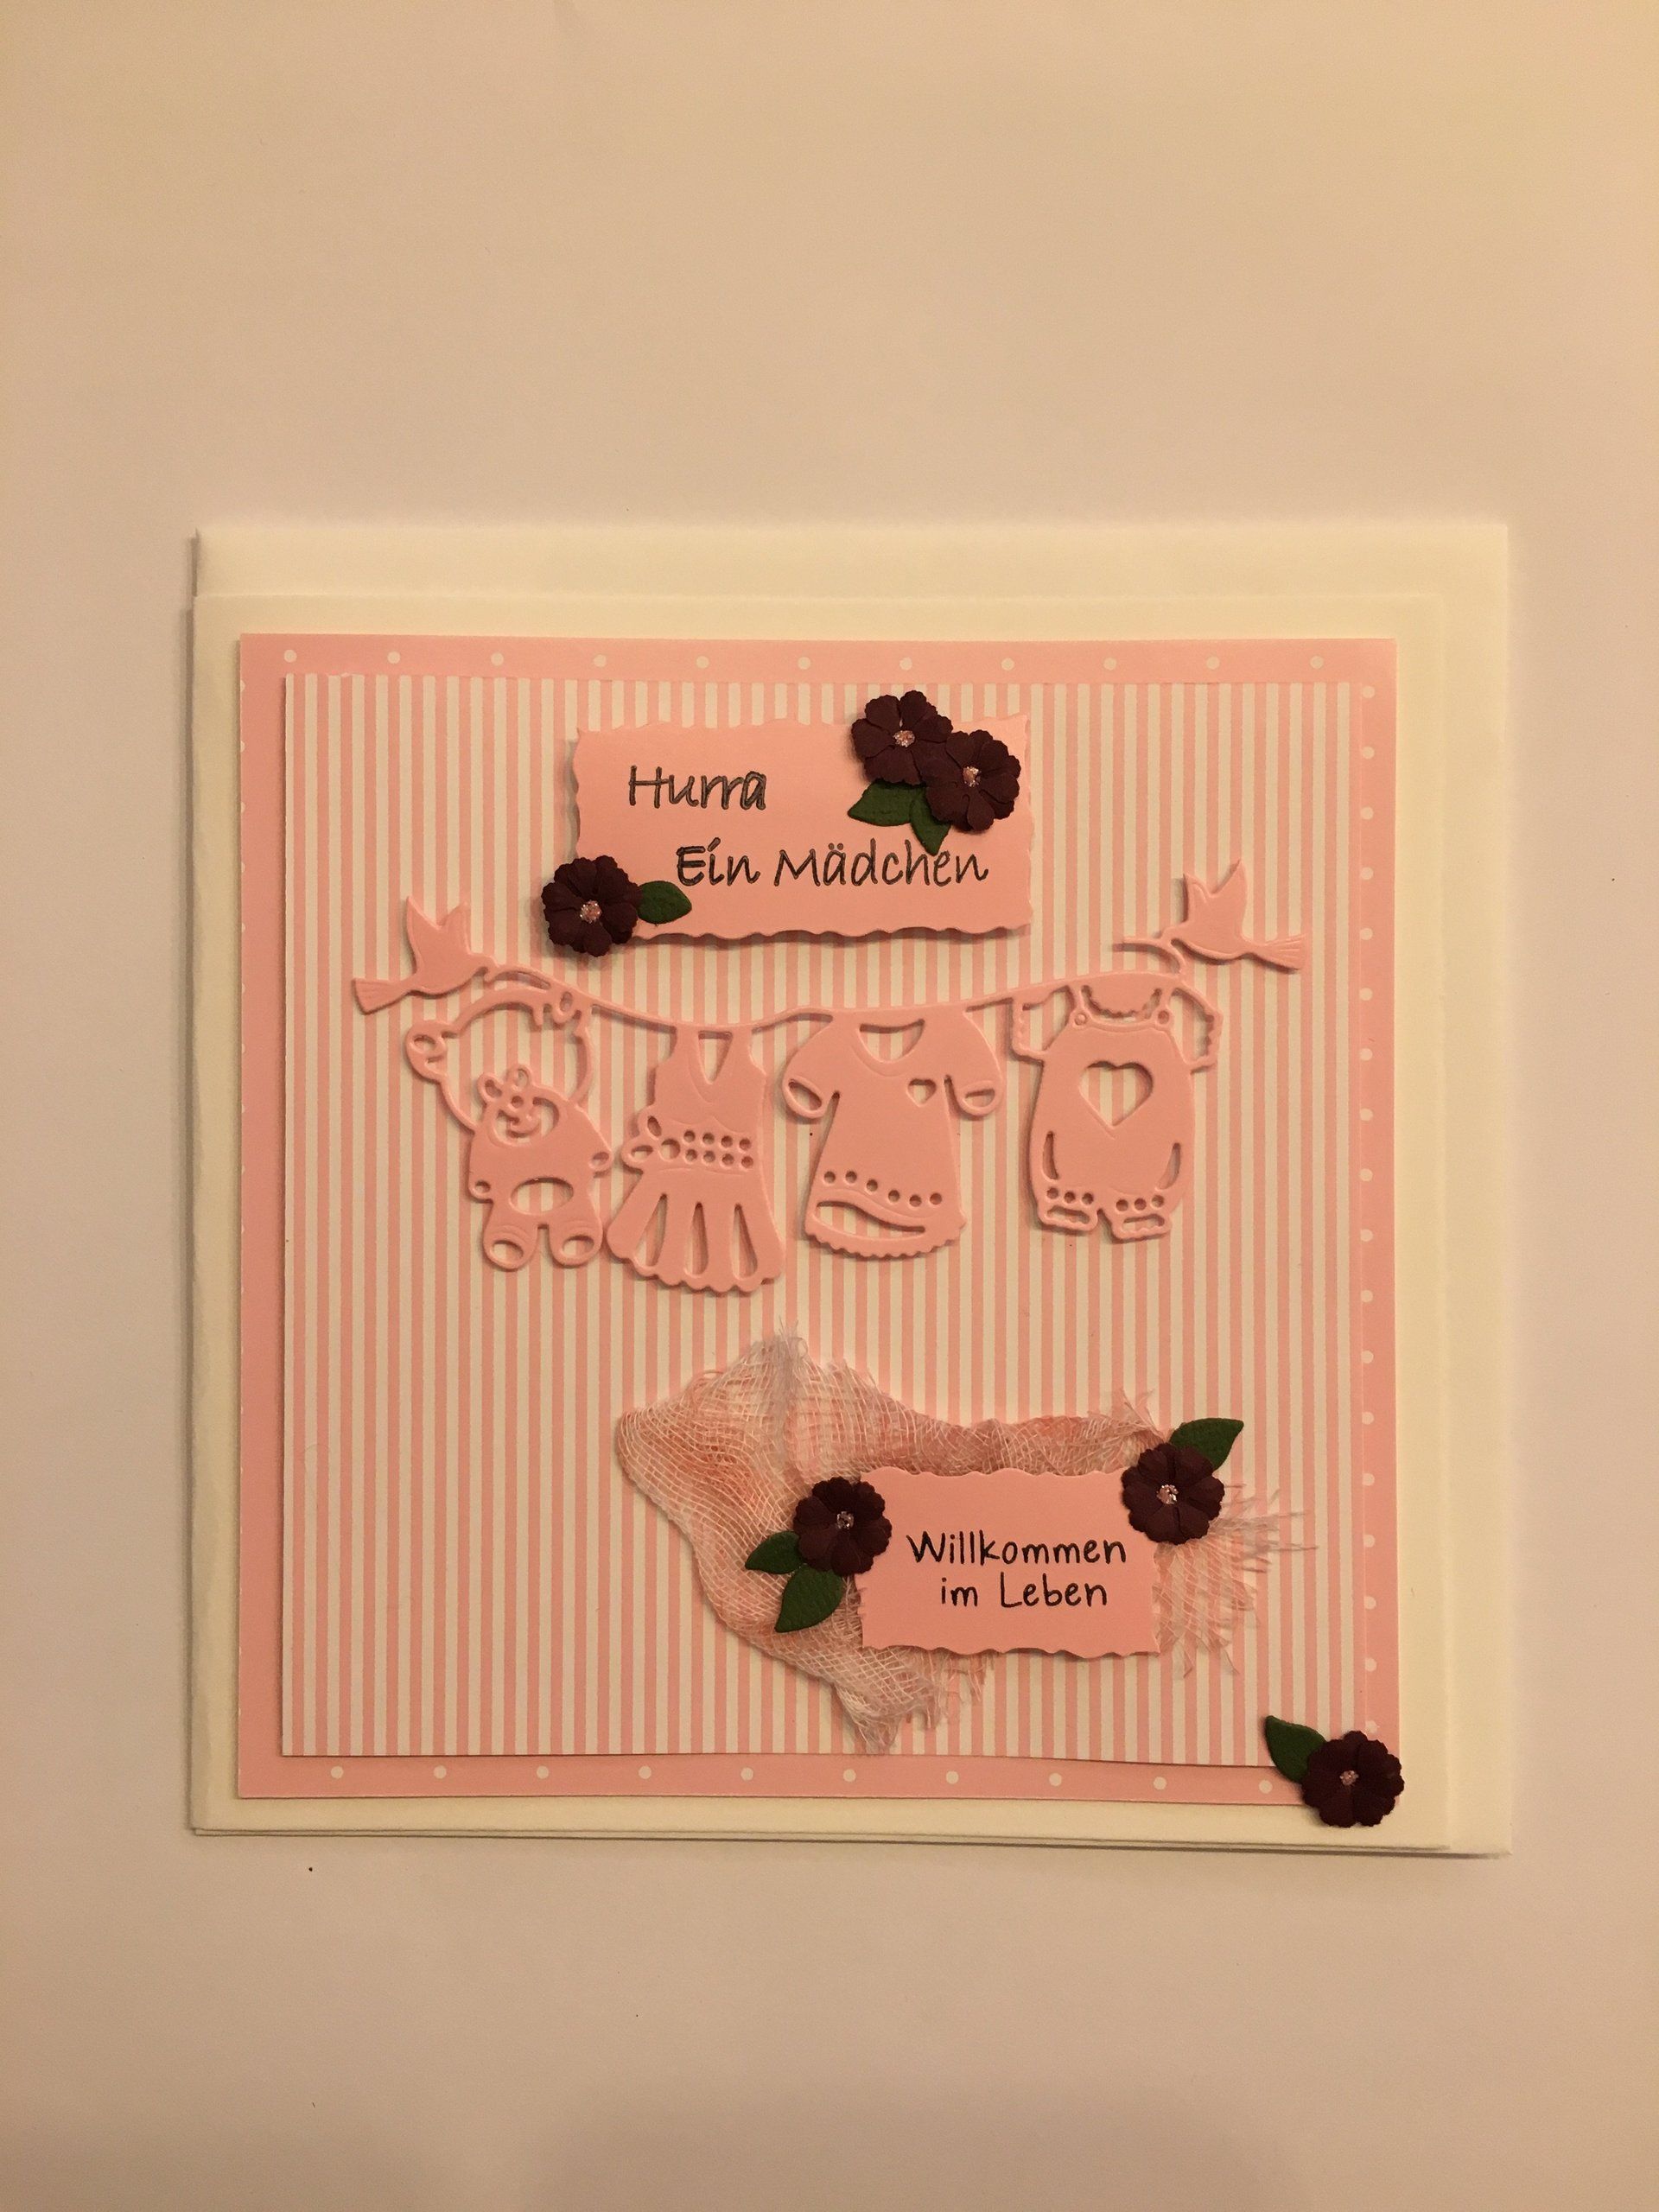 Hurra
Ein Mädchen
Willkommen
im Leben